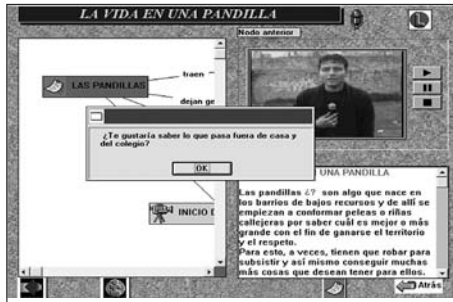 LA VIDA EN UNA PANDILLA
Nodo anterior
LAS PANDILLAS
traen
dejan ge
¿Te gustaría saber lo que pasa fuera de casa y
del colegio?
OK
INICIO D
UNA PANDILLA
Las pandillas ¿? son algo que nace en
los barrios de bajos recursos y de allí se
empiezan a conformar peleas o riñas
callejeras por saber cuál es mejor o más
grande con el fin de ganarse el territorio
y el respeto.
Para esto, a veces, tienen que robar para
subsistir y así mismo conseguir muchas
más cosas que desean tener para ellos.
Atrás